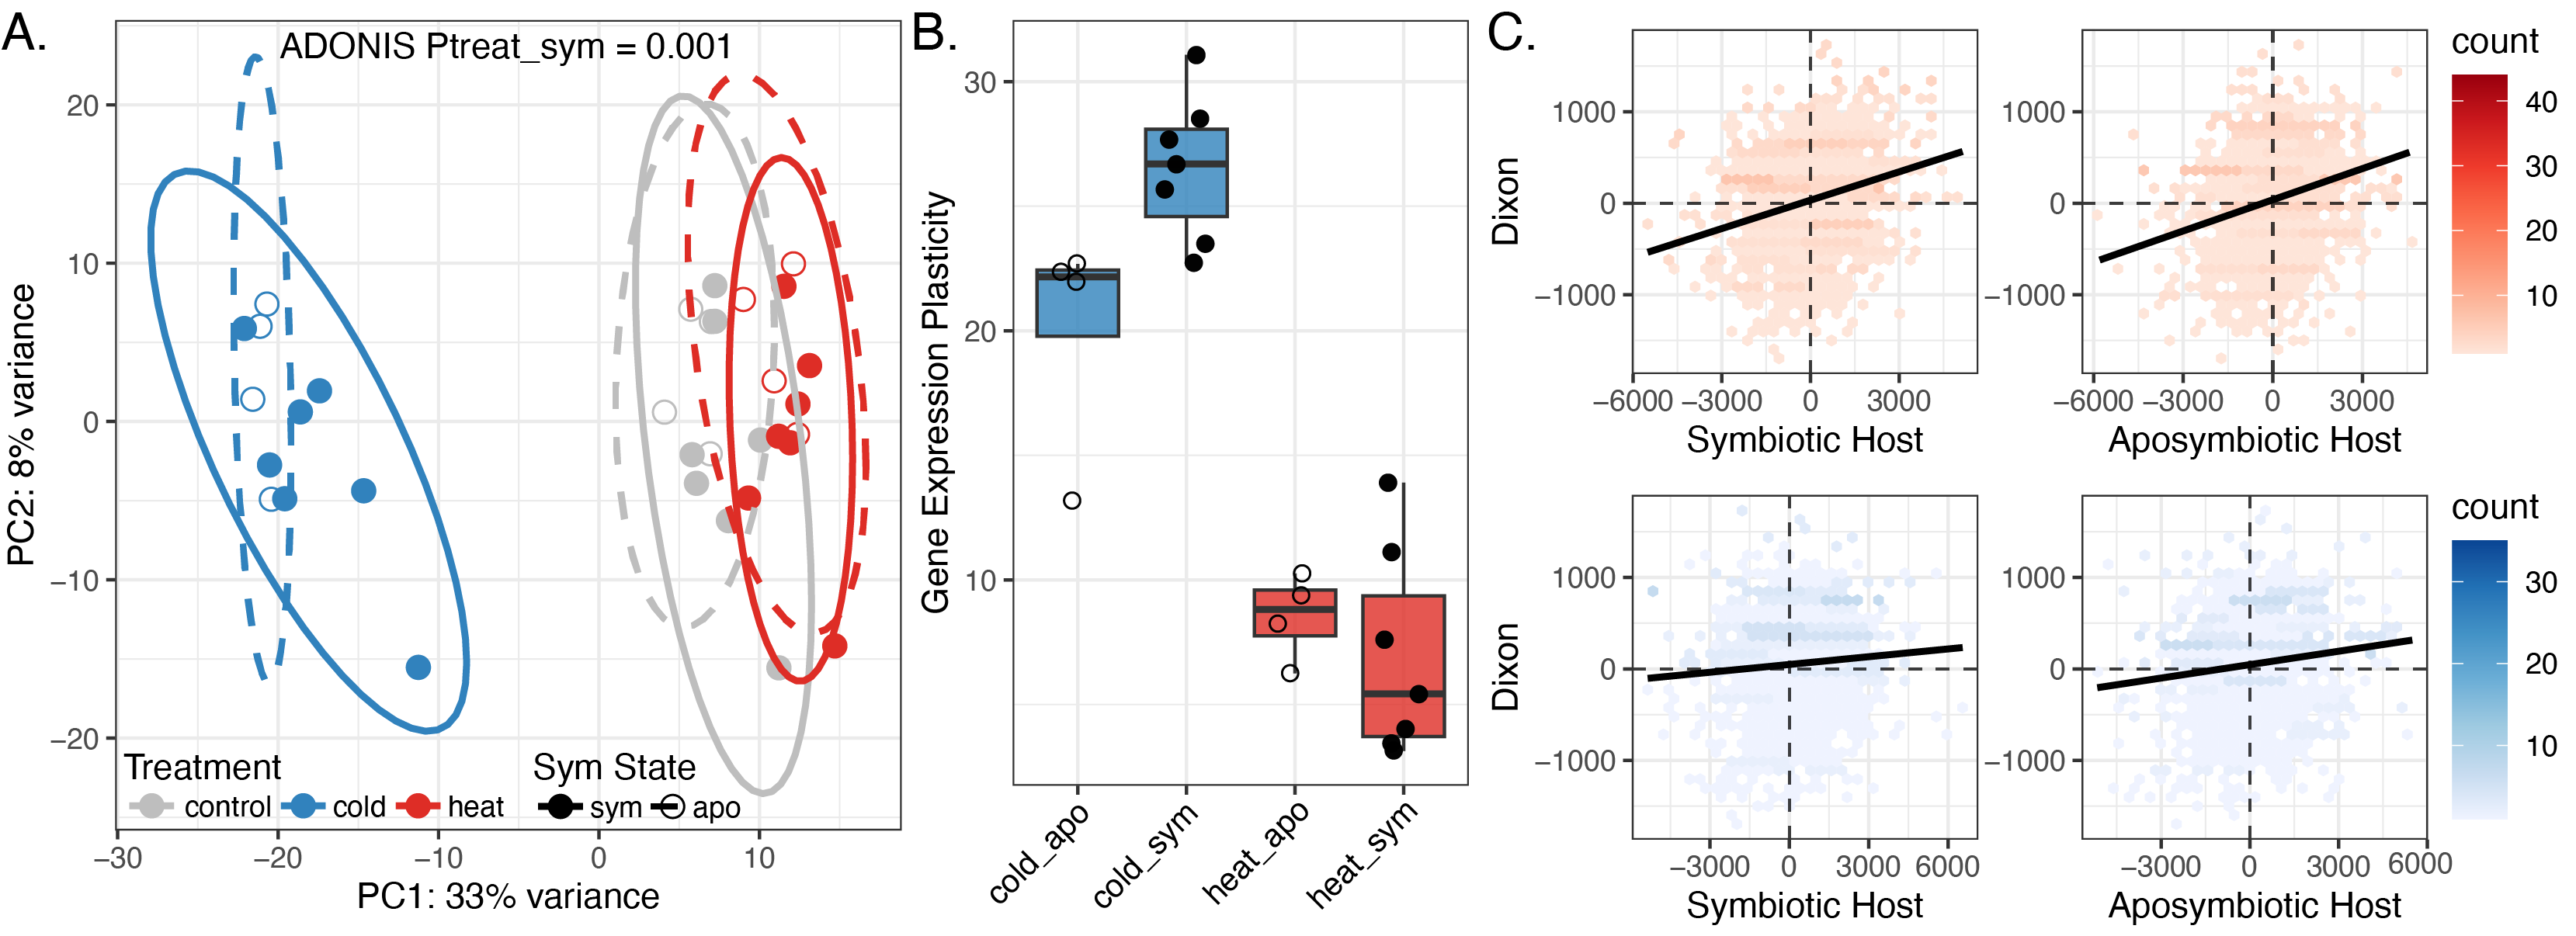 A.
ADONIS Ptreat_sym = 0.001
PC2: 8% variance
20
10
0
−10
−20
Treatment
control
cold
heat
Sym State
sym
apo
−30
−20
−10
0
10
PC1: 33% variance
B.
Gene Expression Plasticity
30
20
10
cold_apo
cold_sym
heat_apo
heat_sym
C.
Dixon
1000
0
−1000
−6000
−3000
0
3000
Symbiotic Host
1000
0
−1000
−6000
−3000
0
3000
Aposymbiotic Host
count
40
30
20
10
Dixon
1000
0
−1000
−3000
0
3000
6000
Symbiotic Host
1000
0
−1000
−3000
0
3000
6000
Aposymbiotic Host
count
30
20
10